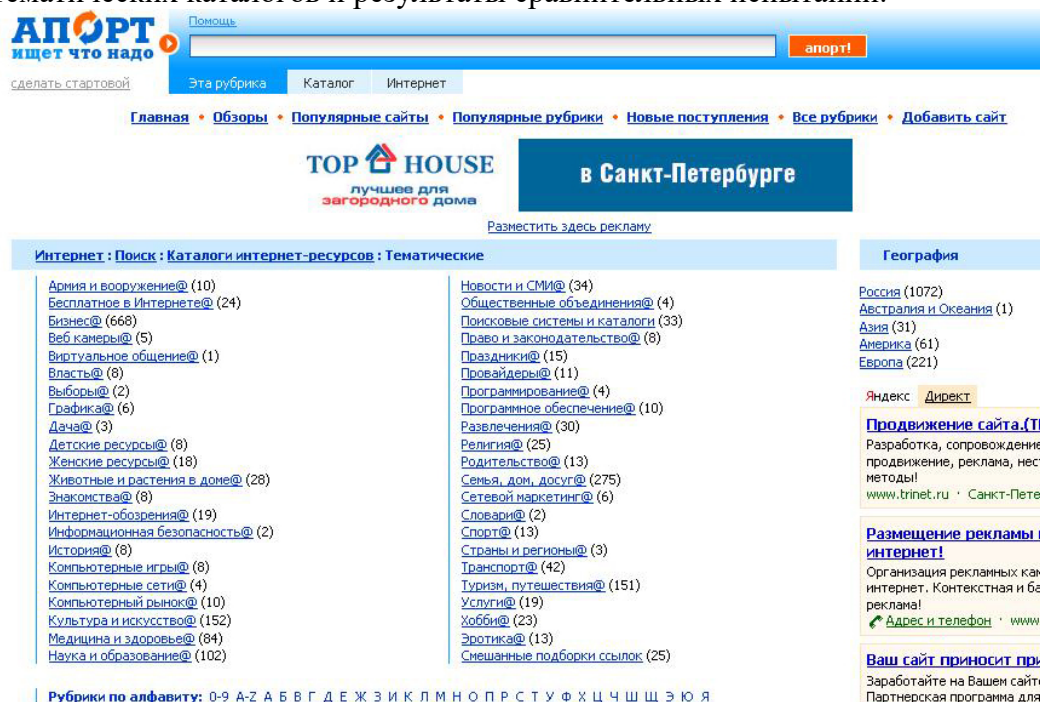 тематических каталогов и результаты сравнительных испытаний.
АПОРТ
ищет что надо
Помощь
апорт!
сделать стартовой
Эта рубрика Каталог Интернет
Главная • Обзоры • Популярные сайты • Популярные рубрики • Новые поступления • Все рубрики • Добавить сайт
TOP HOUSE
лучшее для
загородного дома
в Санкт-Петербурге
Разместить здесь рекламу
Интернет : Поиск : Каталоги интернет-ресурсов : Тематические
Армия и вооружение@ (10)
Бесплатное в Интернете@ (24)
Бизнес@ (668)
Веб камеры@ (5)
Виртуальное общение@ (1)
Власть@ (8)
Выборы@ (2)
Графика@ (6)
Дача@ (3)
Детские ресурсы@ (8)
Женские ресурсы@ (18)
Животные и растения в доме@ (28)
Знакомства@ (8)
Интернет-обозрения@ (19)
Информационная безопасность@ (2)
История@ (8)
Компьютерные игры@ (8)
Компьютерные сети@ (4)
Компьютерный рынок@ (10)
Культура и искусство@ (152)
Медицина и здоровье@ (84)
Наука и образование@ (102)
Новости и СМИ@ (34)
Общественные объединения@ (4)
Поисковые системы и каталоги (33)
Право и законодательство@ (8)
Праздники@ (15)
Провайдеры@ (11)
Программирование@ (4)
Программное обеспечение@ (10)
Развлечения@ (30)
Религия@ (25)
Родительство@ (13)
Семья, дом, досуг@ (275)
Сетевой маркетинг@ (6)
Словари@ (2)
Спорт@ (13)
Страны и регионы@ (3)
Транспорт@ (42)
Туризм, путешествия@ (151)
Услуги@ (19)
Хобби@ (23)
Эротика@ (13)
Смешанные подборки ссылок (25)
Рубрики по алфавиту: 0-9 A-Z А Б В Г Д Е Ж З И К Л М Н О П Р С Т У Ф Х Ц Ч Ш Щ Э Ю Я
География
Россия (1072)
Австралия и Океания (1)
Азия (31)
Америка (61)
Европа (221)
Яндекс Директ
Продвижение сайта.
Разработка, сопровождение
продвижение, реклама,
методы!
www.trinet.ru · Санкт-Пете
Размещение рекламы
интернет!
Организация рекламных
интернет. Контекстная и
реклама!
Адрес и телефон · www
Ваш сайт приносит
Заработайте на Вашем
Партнерская программа для